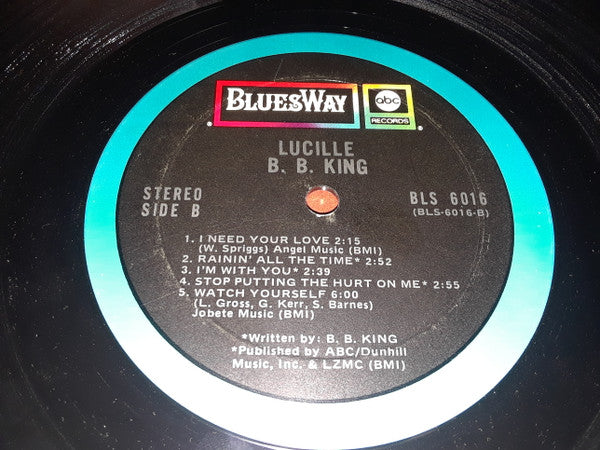 BLUESWAY
abc
RECORDS
LUCILLE
B. B. KING
STEREO
SIDE B
BLS 6016
(BLS-6016-B)
1. I NEED YOUR LOVE 2:15
(W. Spriggs) Angel Music (BMI)
2. RAININ' ALL THE TIME* 2:52
3. I'M WITH YOU* 2:39
4. STOP PUTTING THE HURT ON ME* 2:55
5. WATCH YOURSELF 6:00
(L. Gross, G. Kerr, S. Barnes)
Jobete Music (BMI)
*Written by: B. B. KING
*Published by ABC/Dunhill
Music, Inc. & LZMC (BMI)